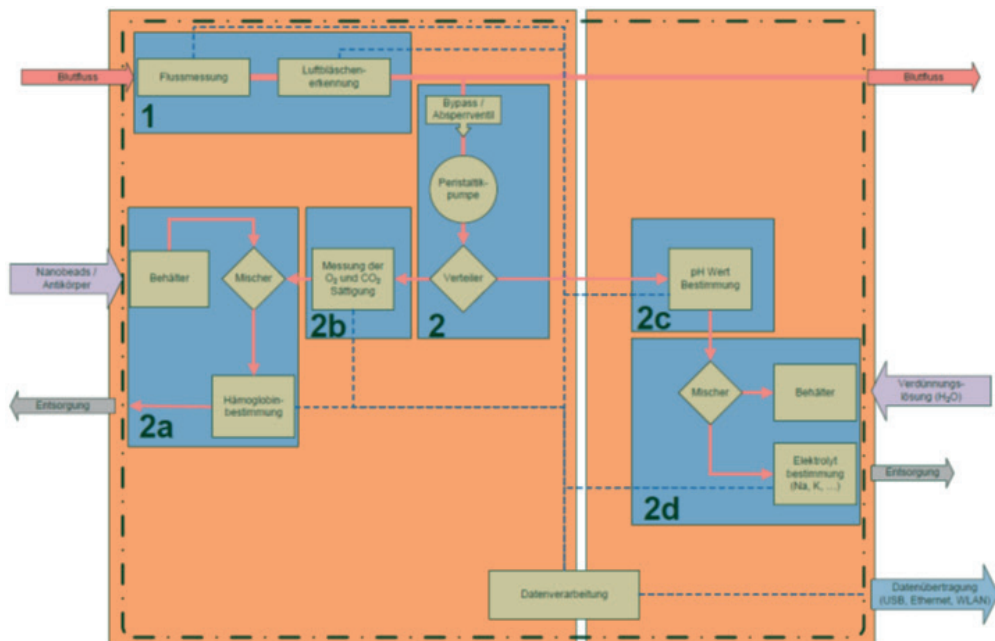 Blutfluss
Flussmessung
Luftbläschen-
erkennung
Blutfluss
1
Bypass /
Absperrventil
Peristaltik-
pumpe
Nanobeads /
Antikörper
Behälter
Mischer
Messung der
O₂ und CO₂
Sättigung
Verteiler
pH Wert
Bestimmung
2b
2
2c
Entsorgung
Hämoglobin-
bestimmung
2a
Mischer
Behälter
Verdünnungs-
lösung (H₂O)
Elektrolyt
bestimmung
(Na, K, ...)
Entsorgung
2d
Datenverarbeitung
Datenübertragung
(USB, Ethernet, WLAN)